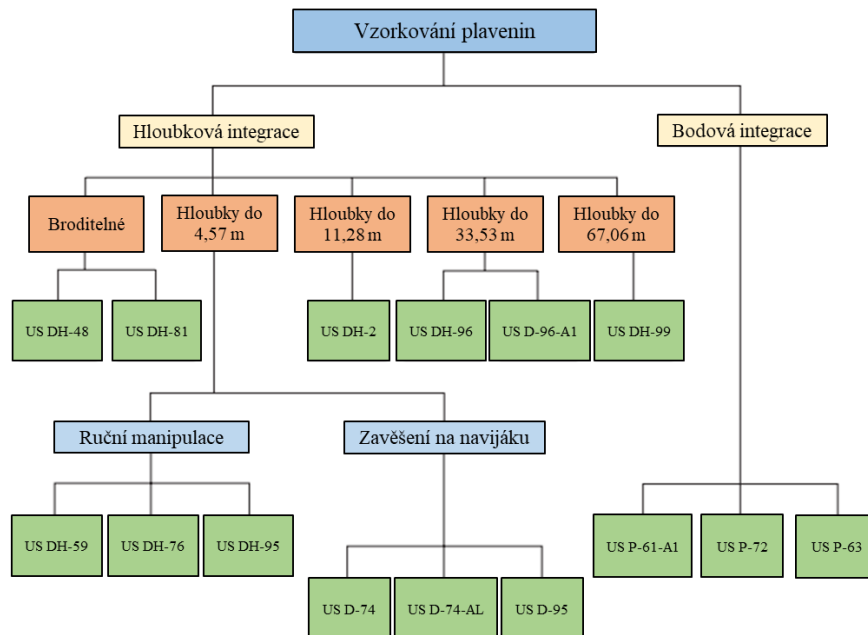 Vzorkování plavenin
Hloubková integrace
Bodová integrace
Broditelné
Hloubky do
4,57 m
Hloubky do
11,28 m
Hloubky do
33,53 m
Hloubky do
67,06 m
US DH-48
US DH-81
US DH-2
US DH-96
US D-96-A1
US DH-99
Ruční manipulace
Zavěšení na navijáku
US DH-59
US DH-76
US DH-95
US P-61-A1
US P-72
US P-63
US D-74
US D-74-AL
US D-95